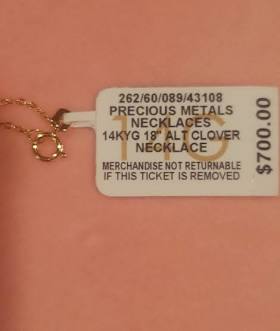 262/60/089/43108
PRECIOUS METALS
NECKLACES
14KYG 18" ALT CLOVER
NECKLACE
MERCHANDISE NOT RETURNABLE
IF THIS TICKET IS REMOVED
$700.00